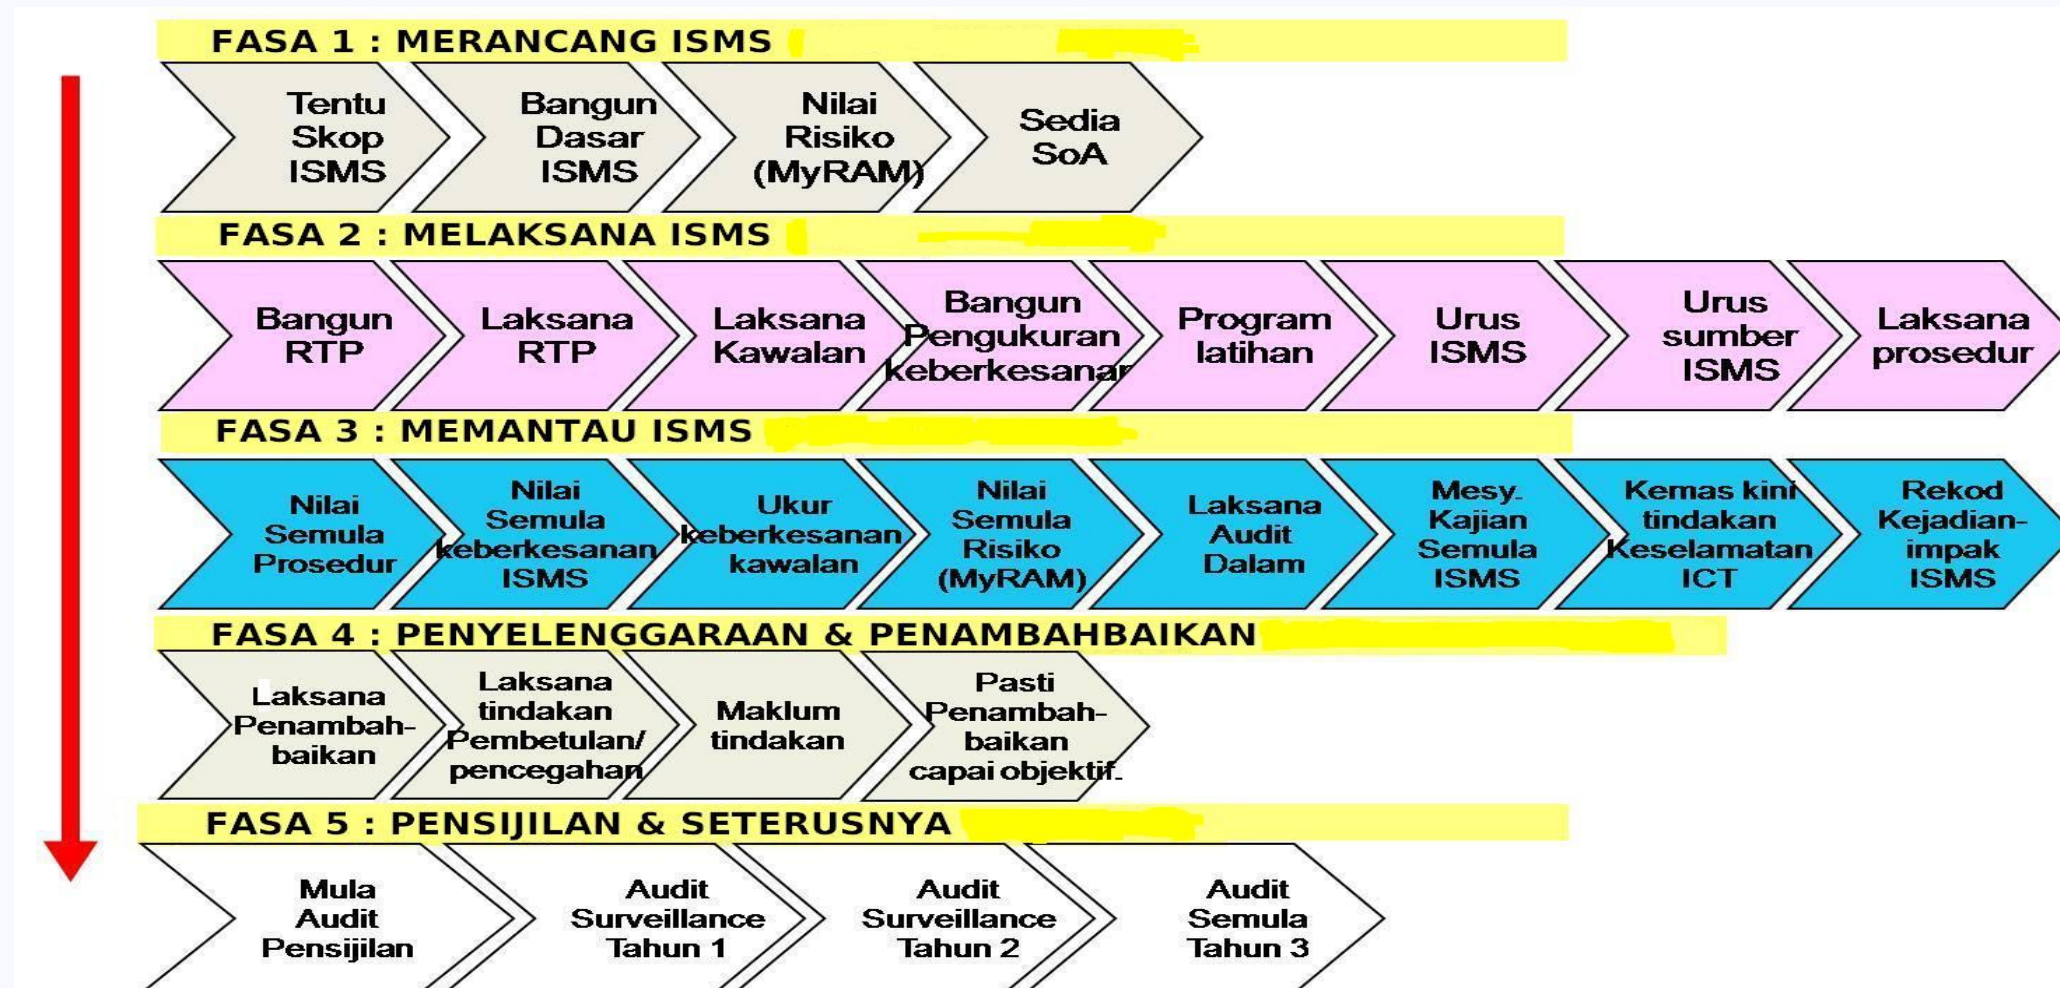 FASA 1 : MERANCANG ISMS
Tentu
Skop
ISMS
Bangun
Dasar
ISMS
Nilai
Risiko
(MyRAM)
Sedia
SoA
FASA 2 : MELAKSANA ISMS
Bangun
RTP
Laksana
RTP
Laksana
Kawalan
Bangun
Pengukuran
keberkesanan
Program
latihan
Urus
ISMS
Urus
sumber
ISMS
Laksana
prosedur
FASA 3 : MEMANTAU ISMS
Nilai
Semula
Prosedur
Nilai
Semula
keberkesanan
ISMS
Ukur
keberkesanan
kawalan
Nilai
Semula
Risiko
(MyRAM)
Laksana
Audit
Dalam
Mesy.
Kajian
Semula
ISMS
Kemas kini
tindakan
Keselamatan
ICT
Rekod
Kejadian-
impak
ISMS
FASA 4 : PENYELENGGARAAN & PENAMBAHBAIKAN
Laksana
Penambah-
baikan
Laksana
tindakan
Pembetulan/
pencegahan
Maklum
tindakan
Pasti
Penambah-
baikan
capai objektif.
FASA 5 : PENSIJILAN & SETERUSNYA
Mula
Audit
Pensijilan
Audit
Surveillance
Tahun 1
Audit
Surveillance
Tahun 2
Audit
Semula
Tahun 3